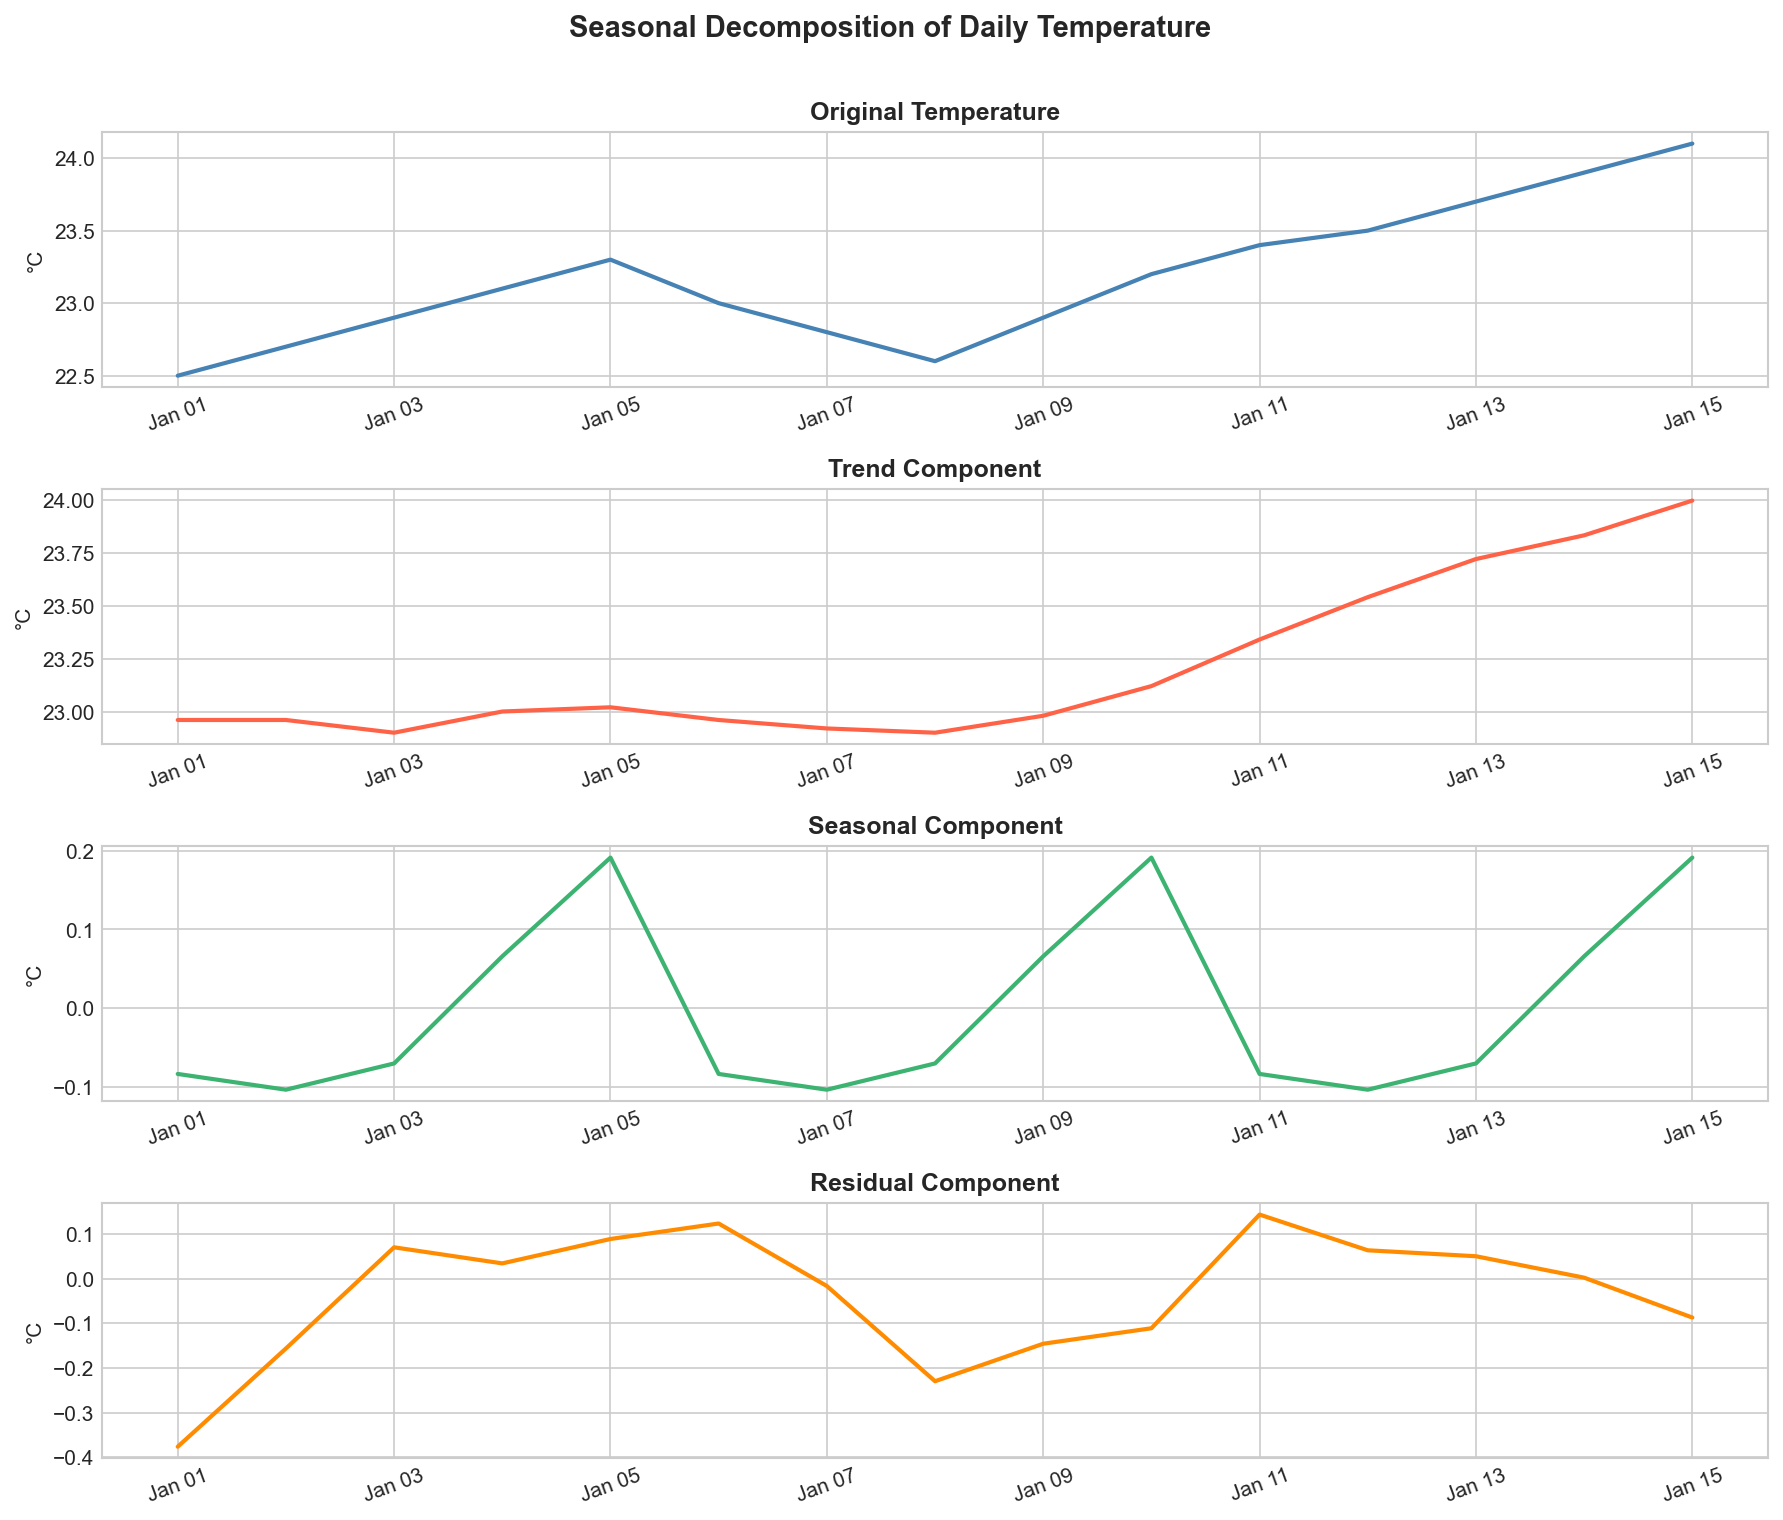 Seasonal Decomposition of Daily Temperature
Original Temperature
°C
24.0
23.5
23.0
22.5
Jan 01 Jan 03 Jan 05 Jan 07 Jan 09 Jan 11 Jan 13 Jan 15
Trend Component
°C
24.00
23.75
23.50
23.25
23.00
Jan 01 Jan 03 Jan 05 Jan 07 Jan 09 Jan 11 Jan 13 Jan 15
Seasonal Component
°C
0.2
0.1
0.0
−0.1
Jan 01 Jan 03 Jan 05 Jan 07 Jan 09 Jan 11 Jan 13 Jan 15
Residual Component
°C
0.1
0.0
−0.1
−0.2
−0.3
−0.4
Jan 01 Jan 03 Jan 05 Jan 07 Jan 09 Jan 11 Jan 13 Jan 15